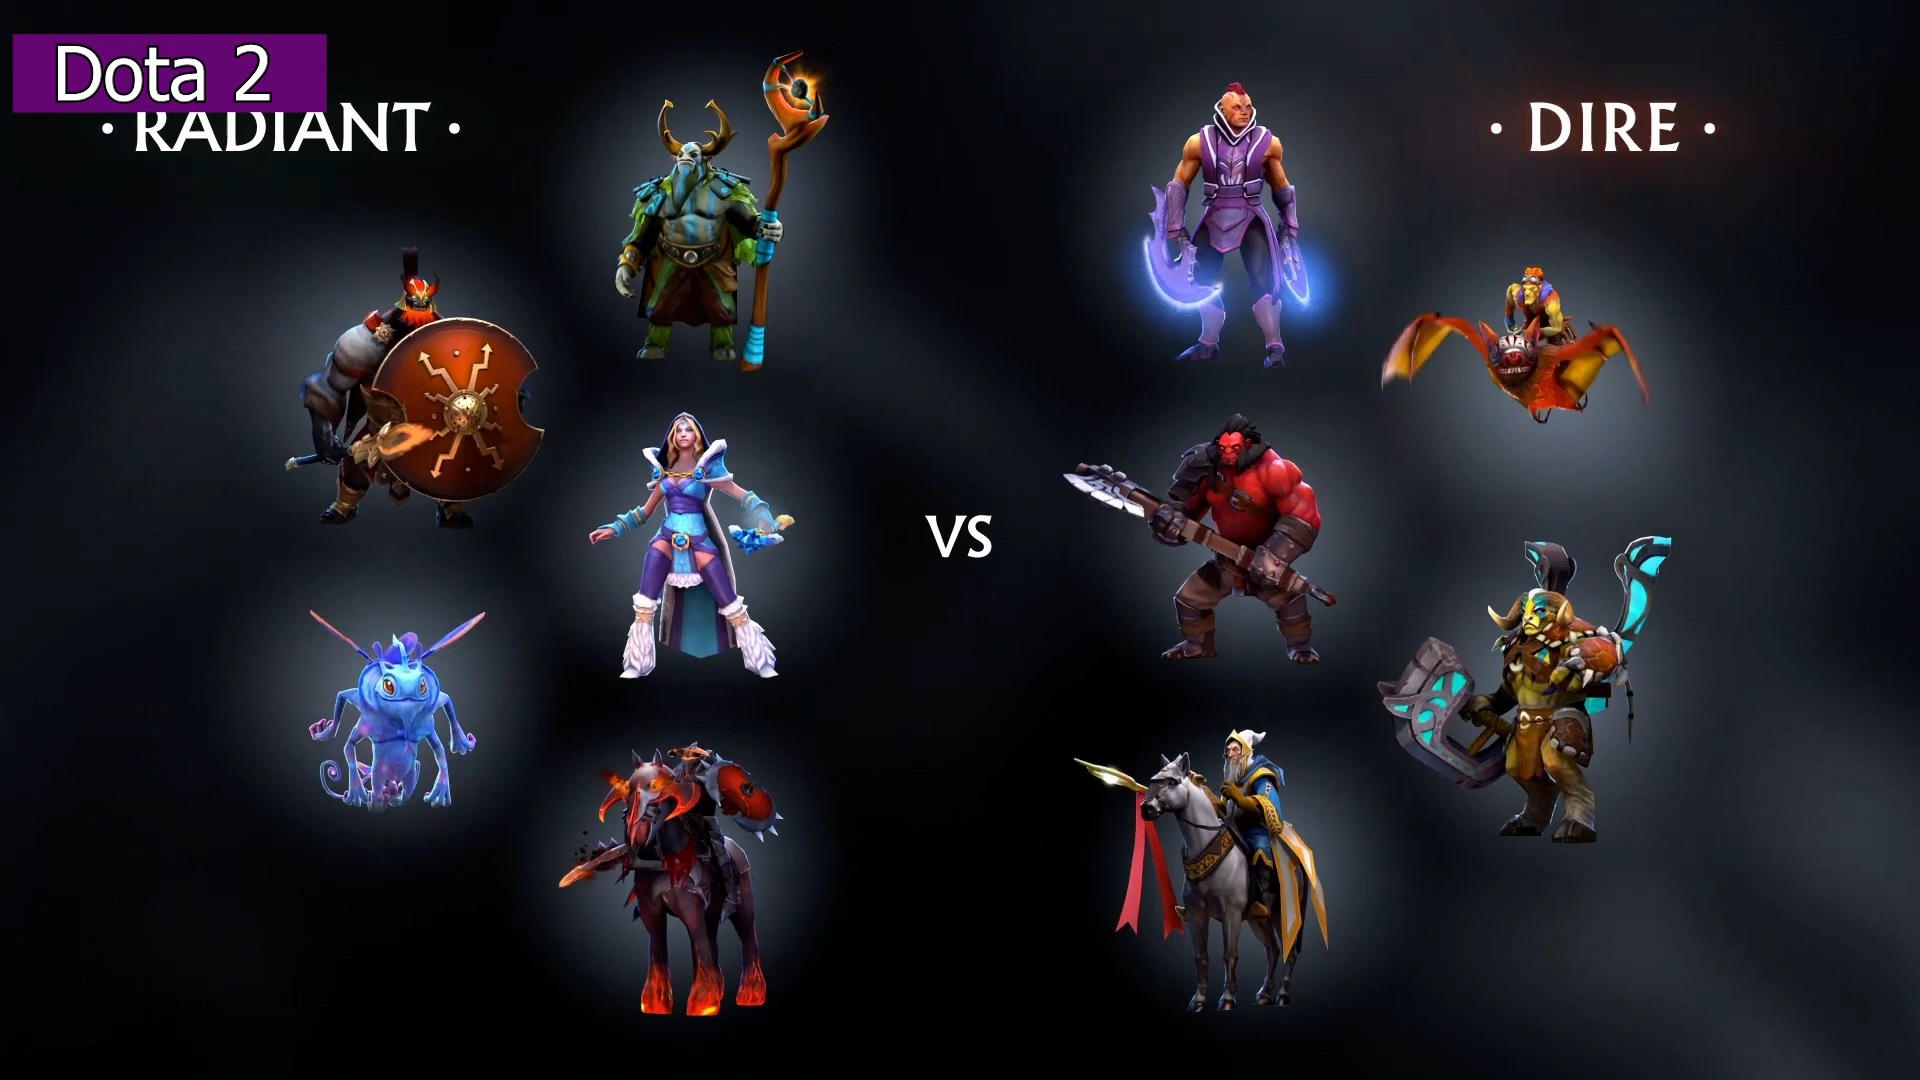 Dota 2
· RADIANT ·
· DIRE ·
VS